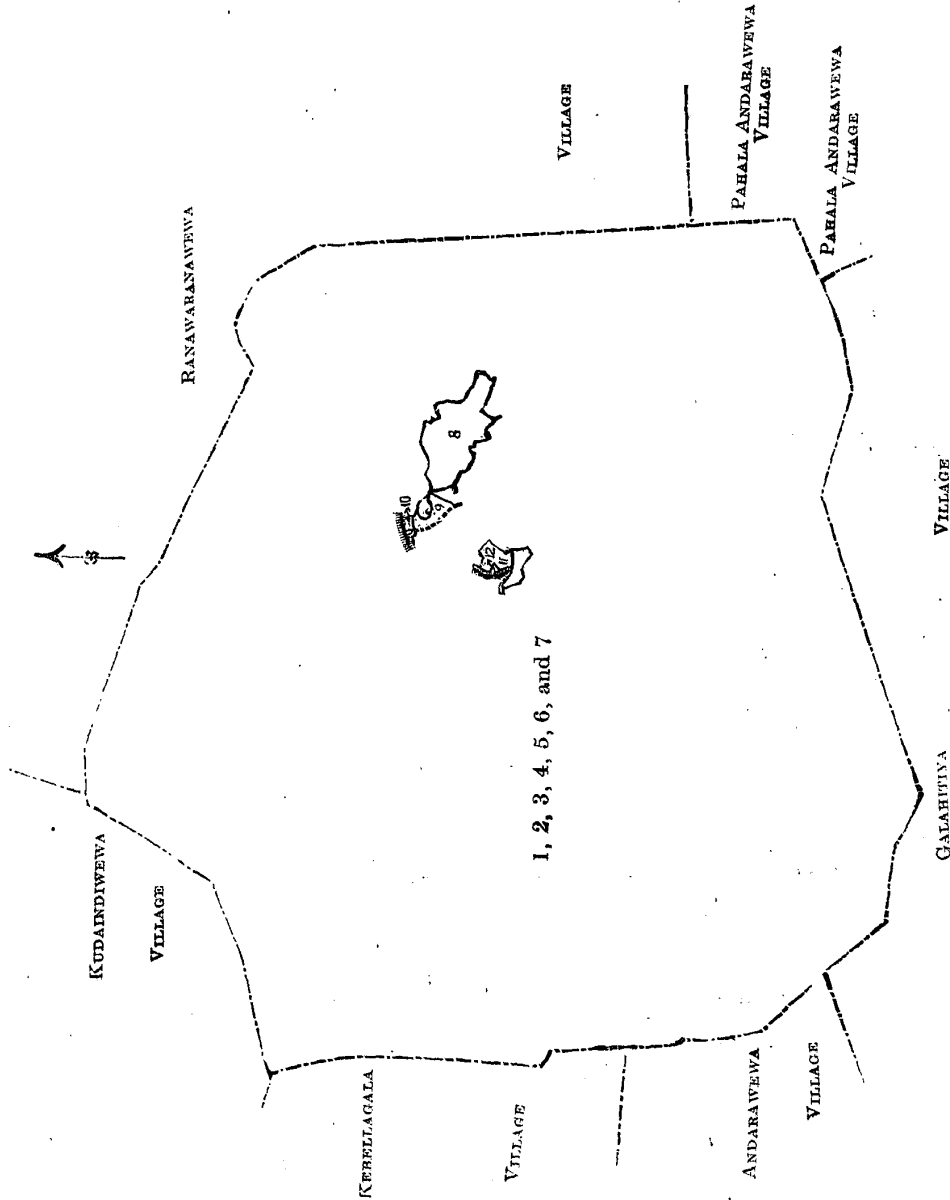 KUDAINDIWEWA
VILLAGE
RANAWARANAWEWA
VILLAGE
KEBELLAGALA
VILLAGE
ANDARAWEWA
VILLAGE
GALAHITIYA
VILLAGE
PAHALA ANDARAWEWA
VILLAGE
PAHALA ANDARAWEWA
VILLAGE
1, 2, 3, 4, 5, 6, and 7
8
9
10
11
12